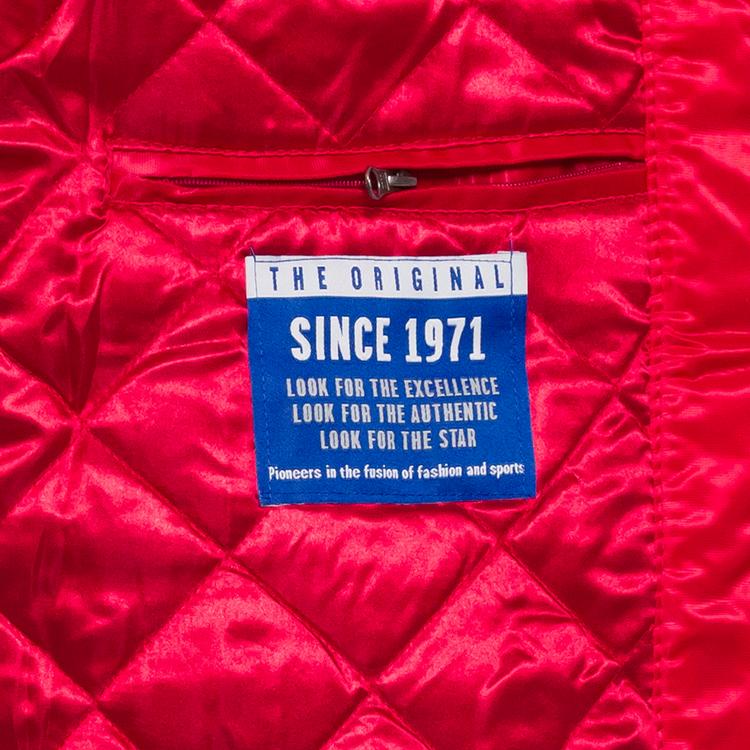 THE ORIGINAL
SINCE 1971
LOOK FOR THE EXCELLENCE
LOOK FOR THE AUTHENTIC
LOOK FOR THE STAR
Pioneers in the fusion of fashion and sports